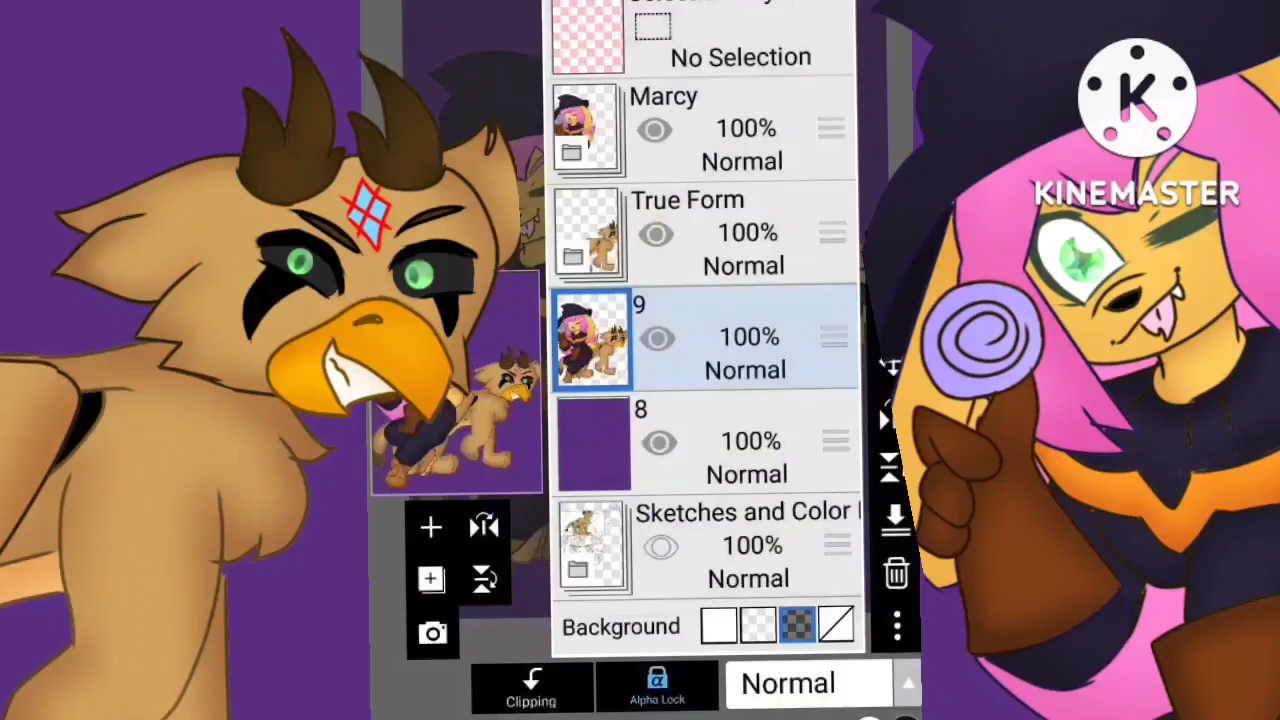 No Selection
Marcy
100%
Normal
True Form
100%
Normal
9
100%
Normal
8
100%
Normal
Sketches and Color
100%
Normal
Background
Clipping
α
Alpha Lock
Normal
K
KINEMASTER